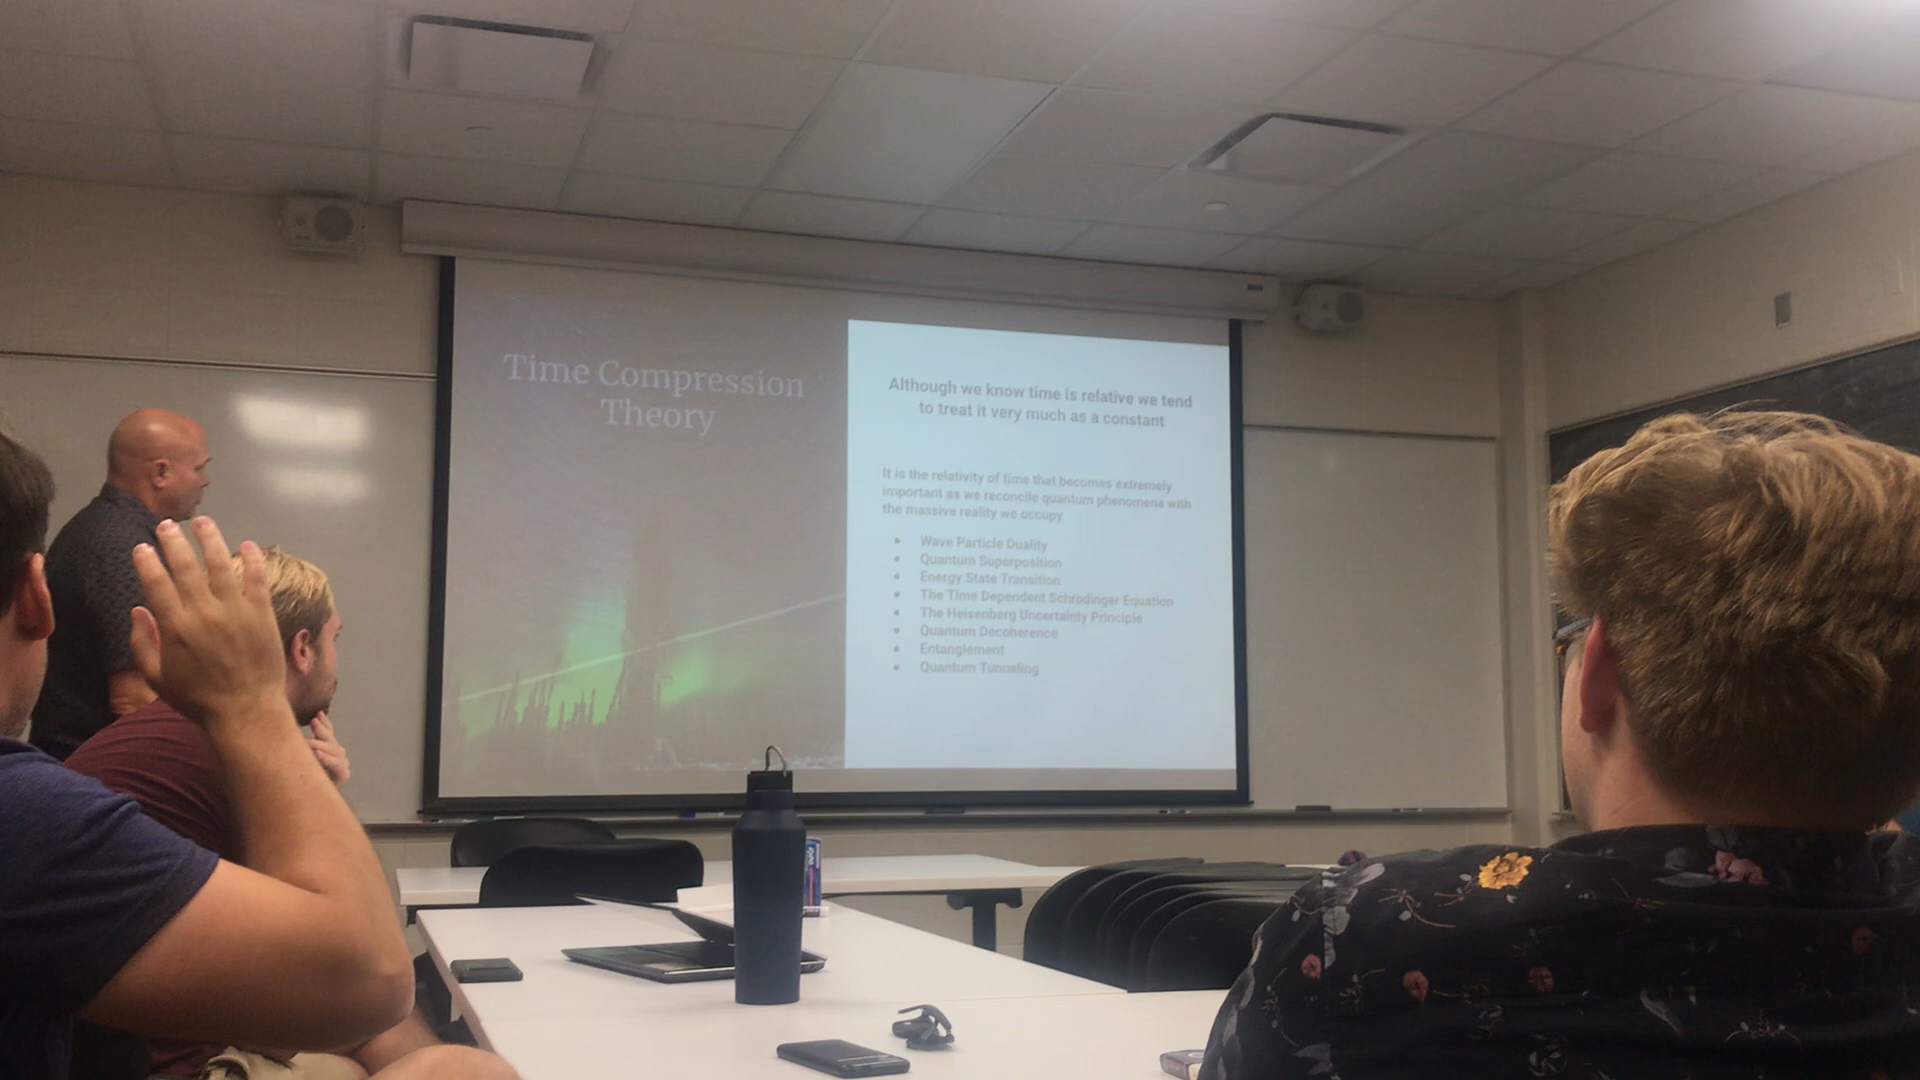 Time Compression
Theory
Although we know time is relative we tend
to treat it very much as a constant
It is the relativity of time that becomes extremely
important as we reconcile quantum phenomena with
the massive reality we occupy
Wave Particle Duality
Quantum Superposition
Energy State Transition
The Time Dependent Schrodinger Equation
The Heisenberg Uncertainty Principle
Quantum Decoherence
Entanglement
Quantum Tunneling